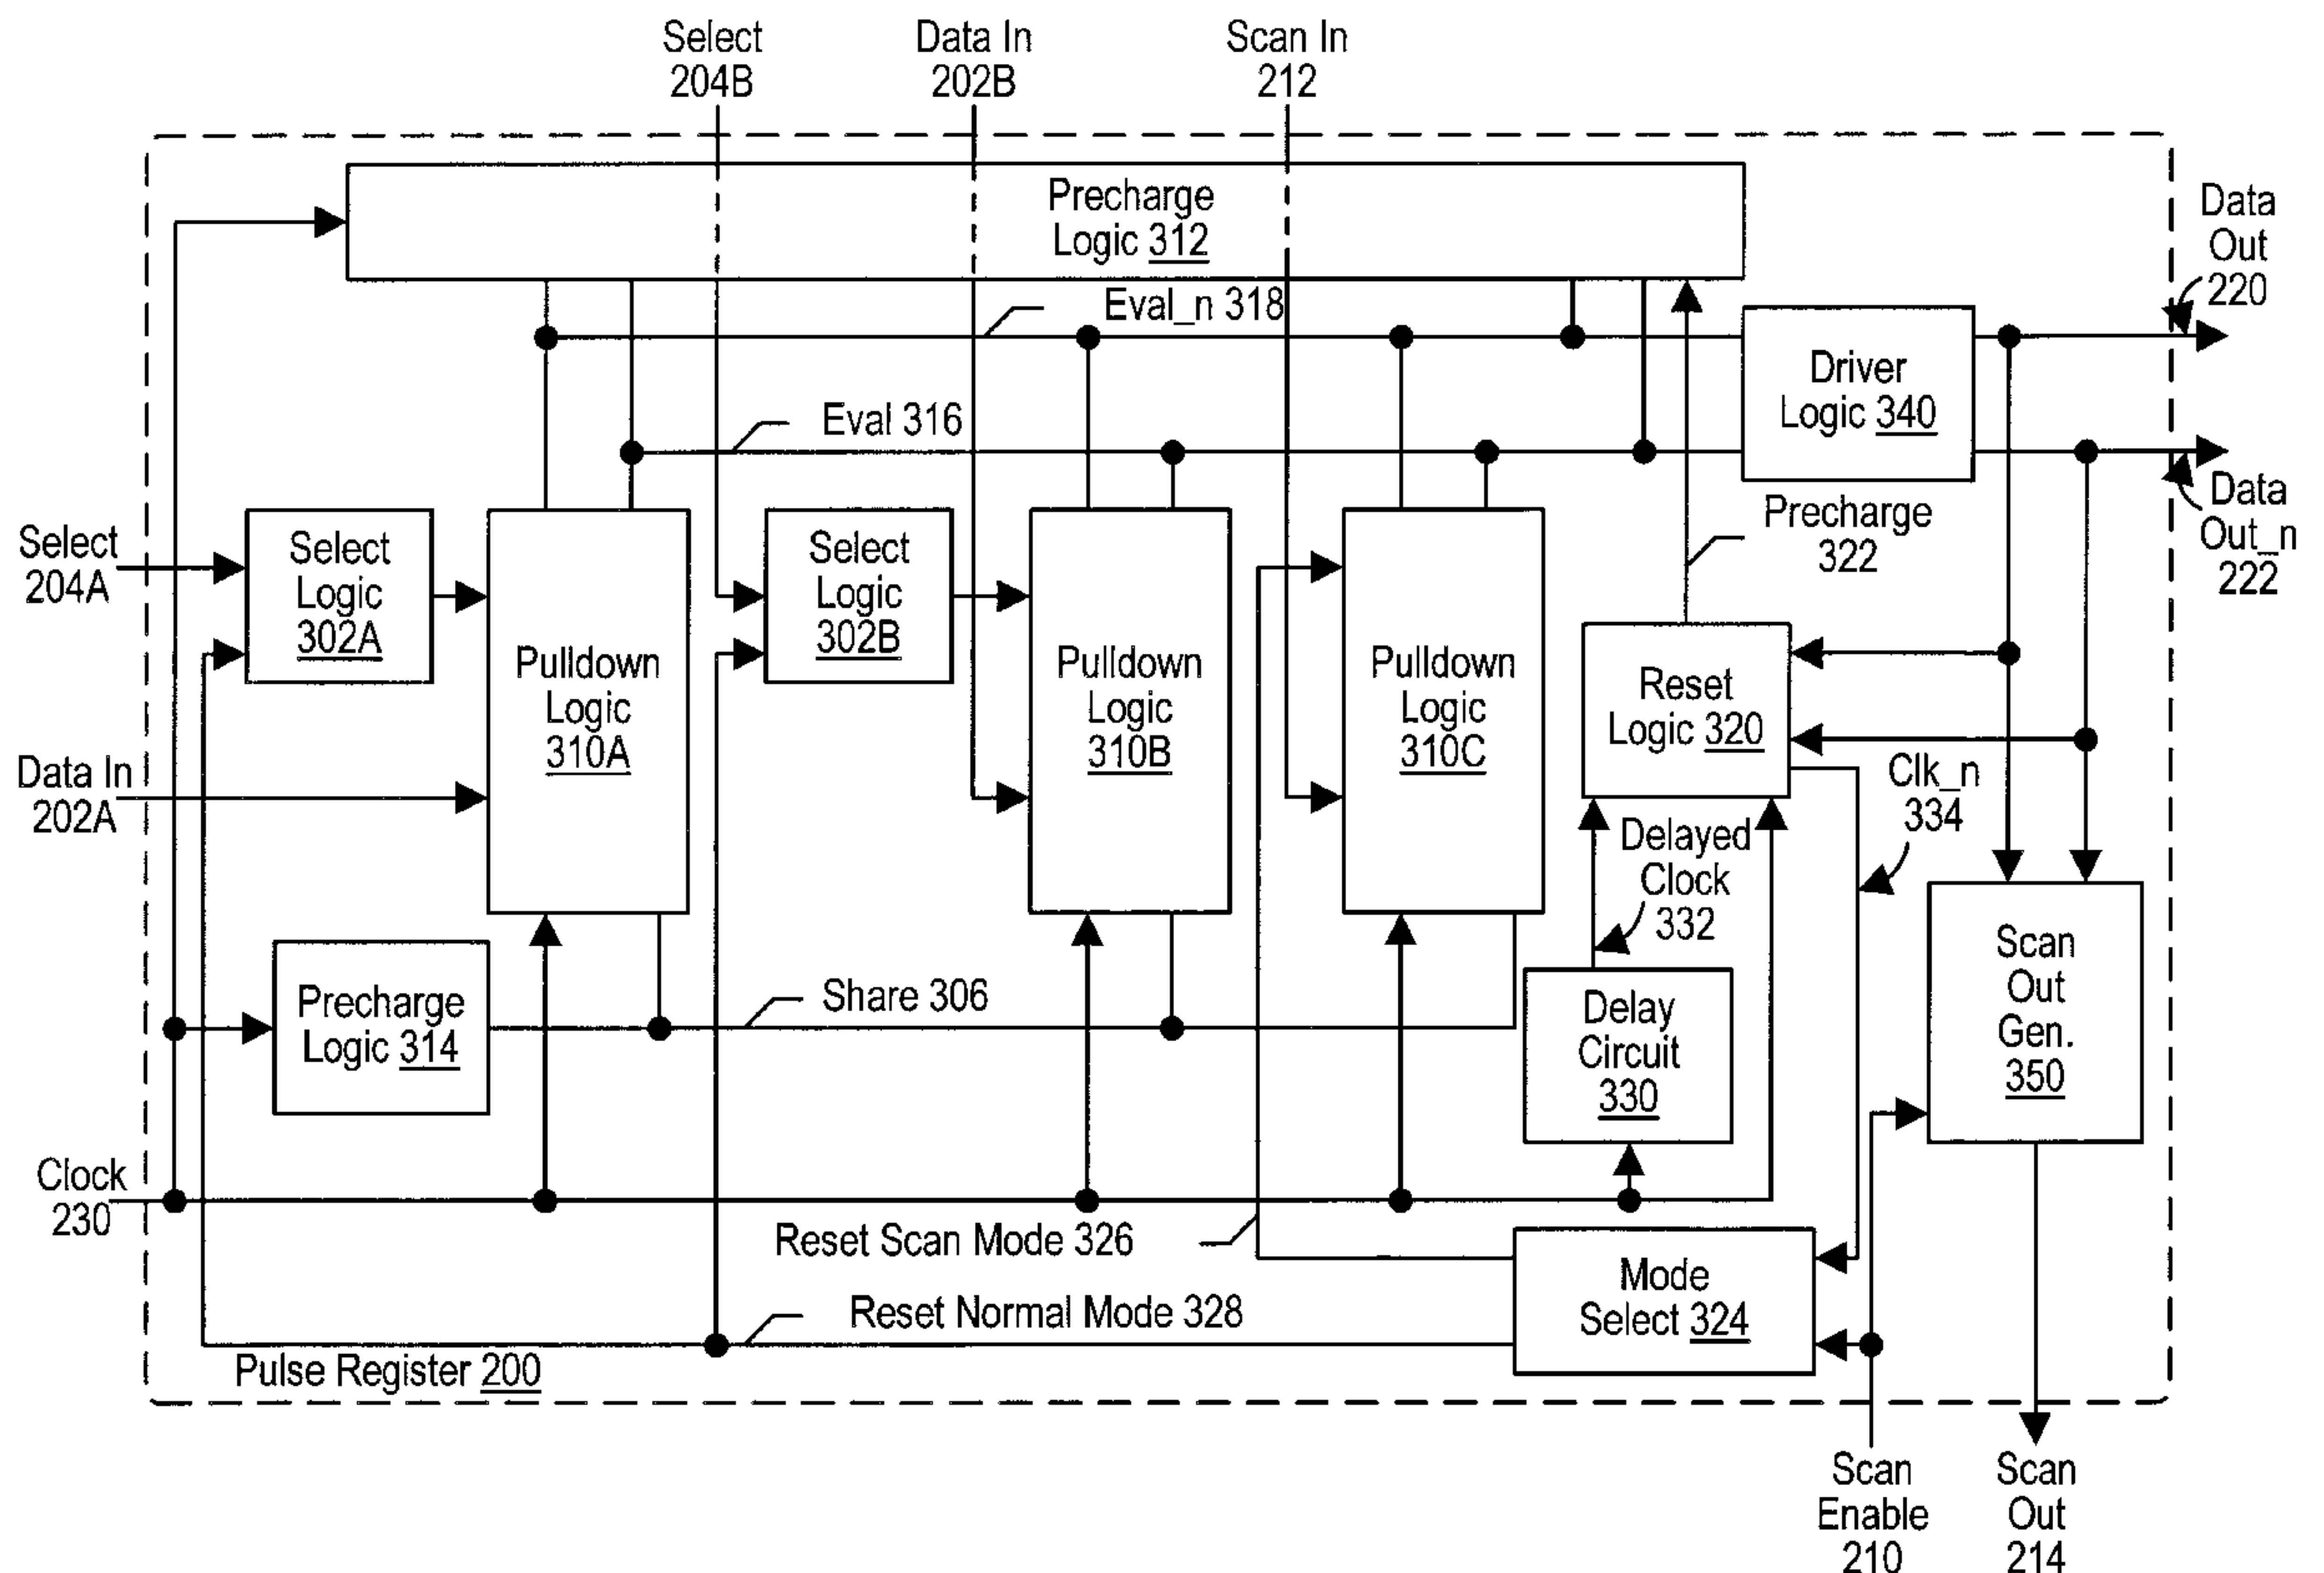 Select
204B
Data In
202B
Scan In
212
Precharge
Logic 312
Data
Out
220
Eval_n 318
Driver
Logic 340
Eval 316
Data
Out_n
222
Precharge
322
Select
204A
Select
Logic
302A
Select
Logic
302B
Pulldown
Logic
310A
Pulldown
Logic
310B
Pulldown
Logic
310C
Reset
Logic 320
Data In
202A
Clk_n
334
Delayed
Clock
332
Precharge
Logic 314
Share 306
Delay
Circuit
330
Scan
Out
Gen.
350
Clock
230
Reset Scan Mode 326
Mode
Select 324
Reset Normal Mode 328
Pulse Register 200
Scan
Enable
210
Scan
Out
214